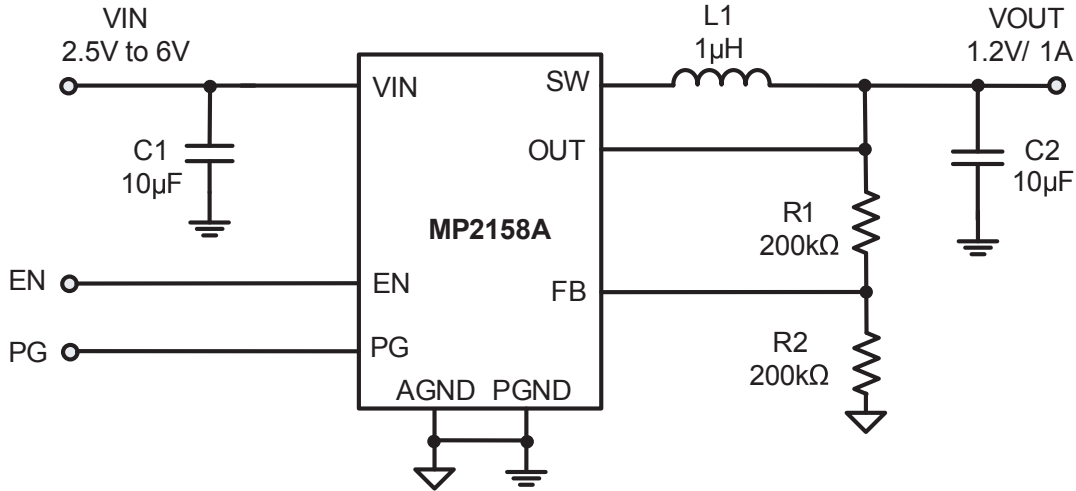 VIN
2.5V to 6V
L1
1µH
VOUT
1.2V/ 1A
VIN
SW
OUT
C1
10µF
C2
10µF
R1
200kΩ
MP2158A
EN
EN
FB
PG
PG
R2
200kΩ
AGND
PGND